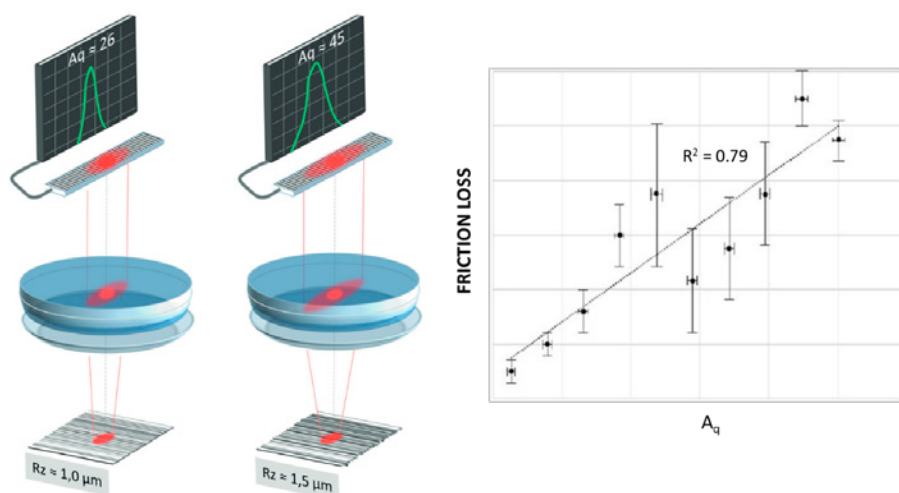 Aq ≈ 26
Aq ≈ 45
Rz ≈ 1,0 µm
Rz ≈ 1,5 µm
FRICTION LOSS
R² = 0.79
Aq